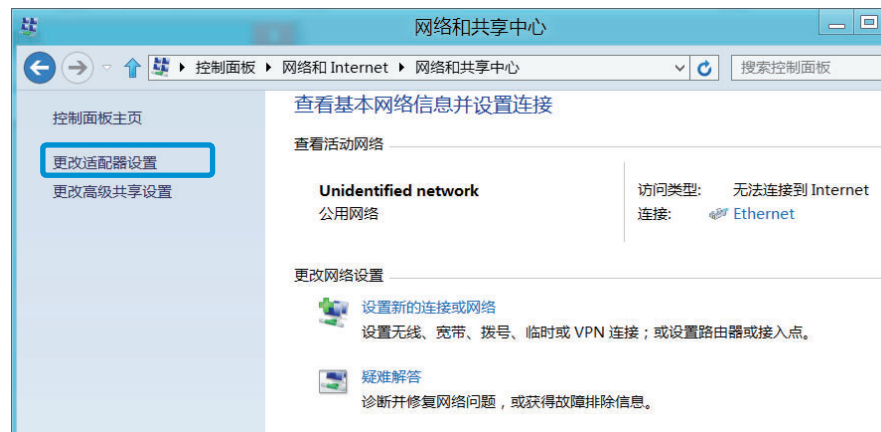 网络和共享中心
控制面板 网络和 Internet 网络和共享中心 搜索控制面板
控制面板主页
更改适配器设置
更改高级共享设置
查看基本网络信息并设置连接
查看活动网络
Unidentified network
公用网络
访问类型: 无法连接到 Internet
连接: Ethernet
更改网络设置
设置新的连接或网络
设置无线、宽带、拨号、临时或 VPN 连接；或设置路由器或接入点。
疑难解答
诊断并修复网络问题，或获得故障排除信息。